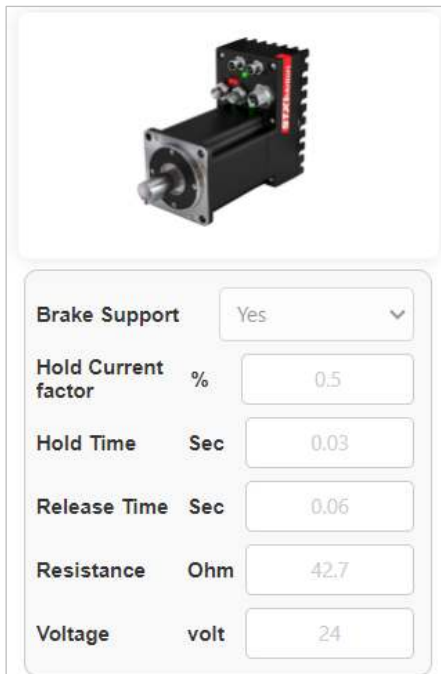 Brake Support Yes
Hold Current
factor % 0.5
Hold Time Sec 0.03
Release Time Sec 0.06
Resistance Ohm 42.7
Voltage volt 24